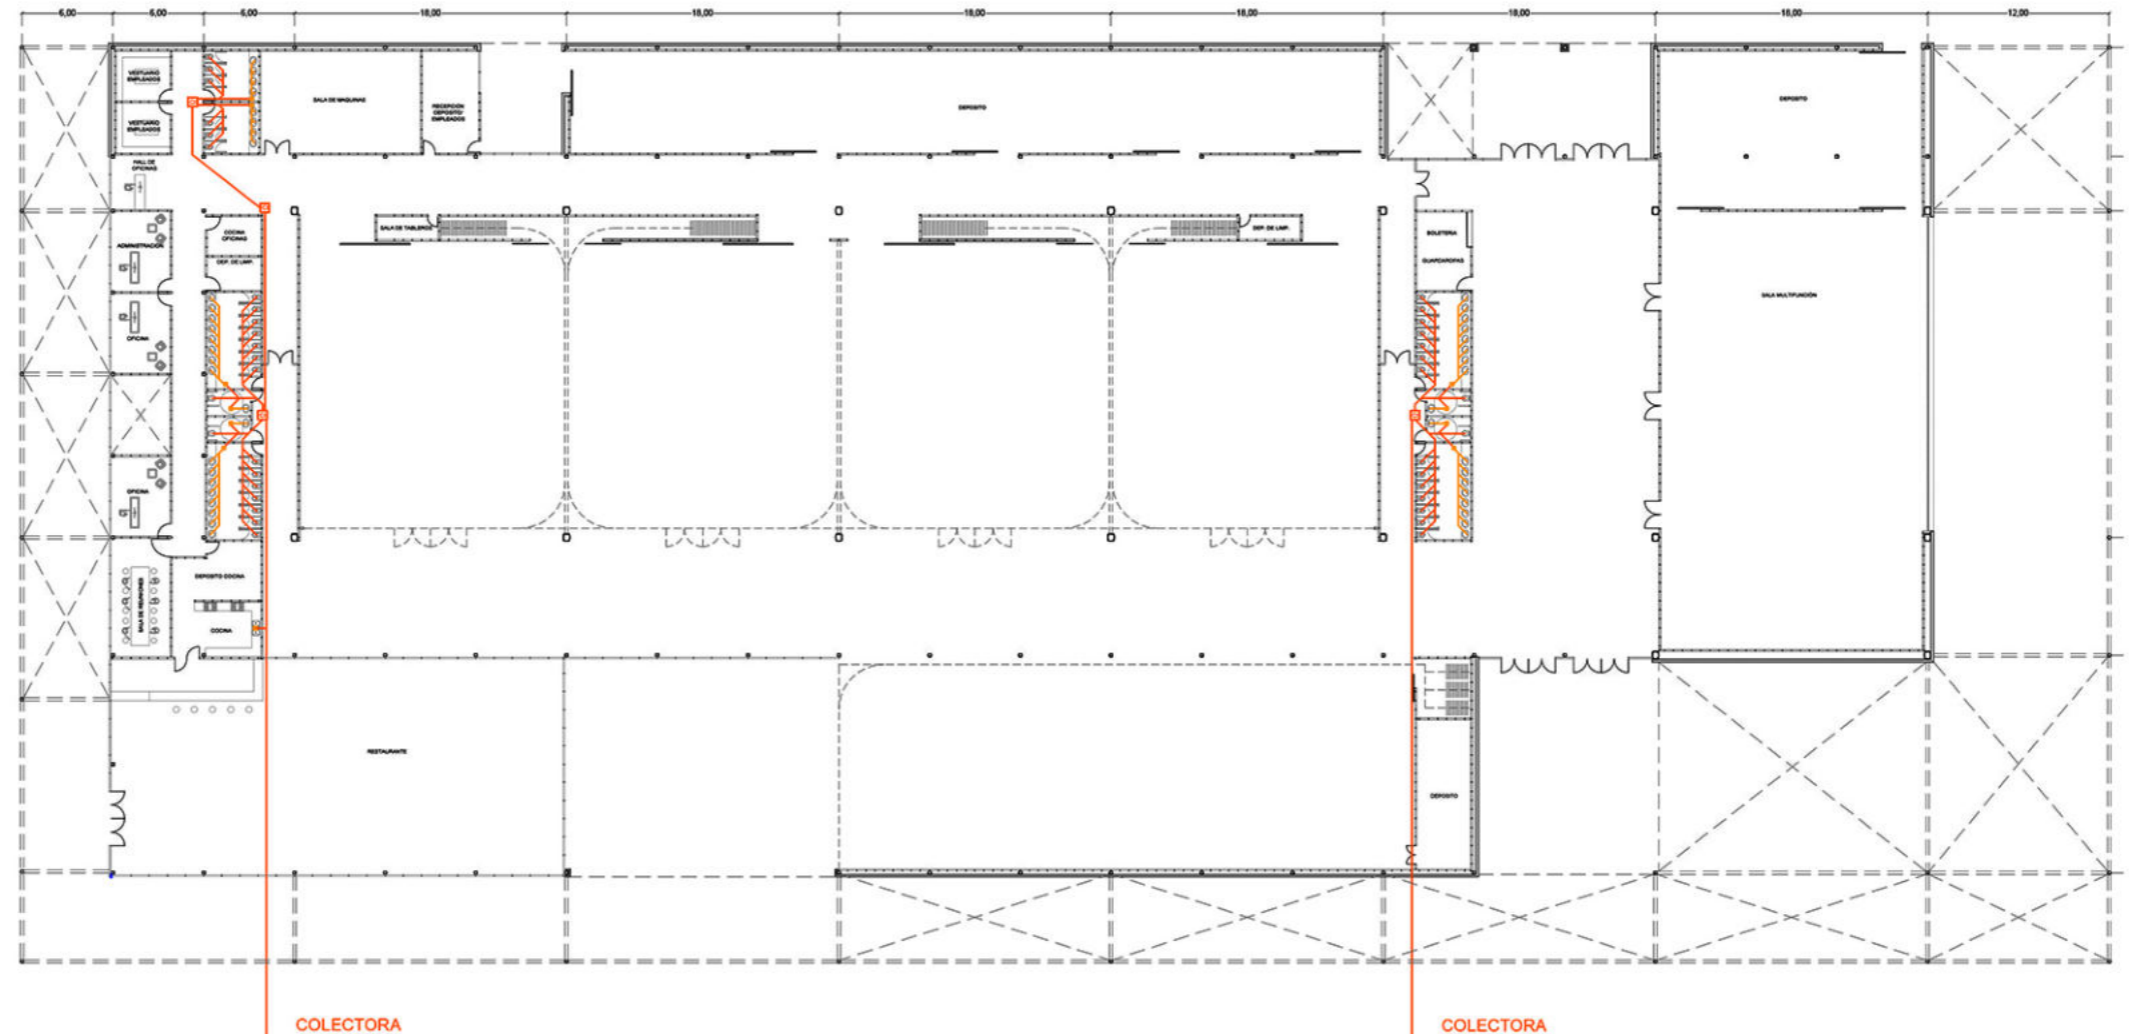 6,00 6,00 6,00 18,00 18,00 18,00 18,00 18,00 18,00 12,00
VESTUARIO
EMPLEADOS
VESTUARIO
EMPLEADOS
SALA DE MAQUINAS
RECEPCIÓN
DEPOSITO/
EMPLEADOS
DEPOSITO
DEPOSITO
HALL DE
OFICINAS
ADMINISTRACIÓN
COCINA
OFICINAS
DEP. DE LIMP.
SALA DE TABLEROS
DEP. DE LIMP.
BOLETERIA
GUARDAROPAS
SALA MULTIFUNCIÓN
OFICINA
OFICINA
DEPOSITO COCINA
SALA DE REUNIONES
COCINA
RESTAURANTE
DEPOSITO
COLECTORA
COLECTORA